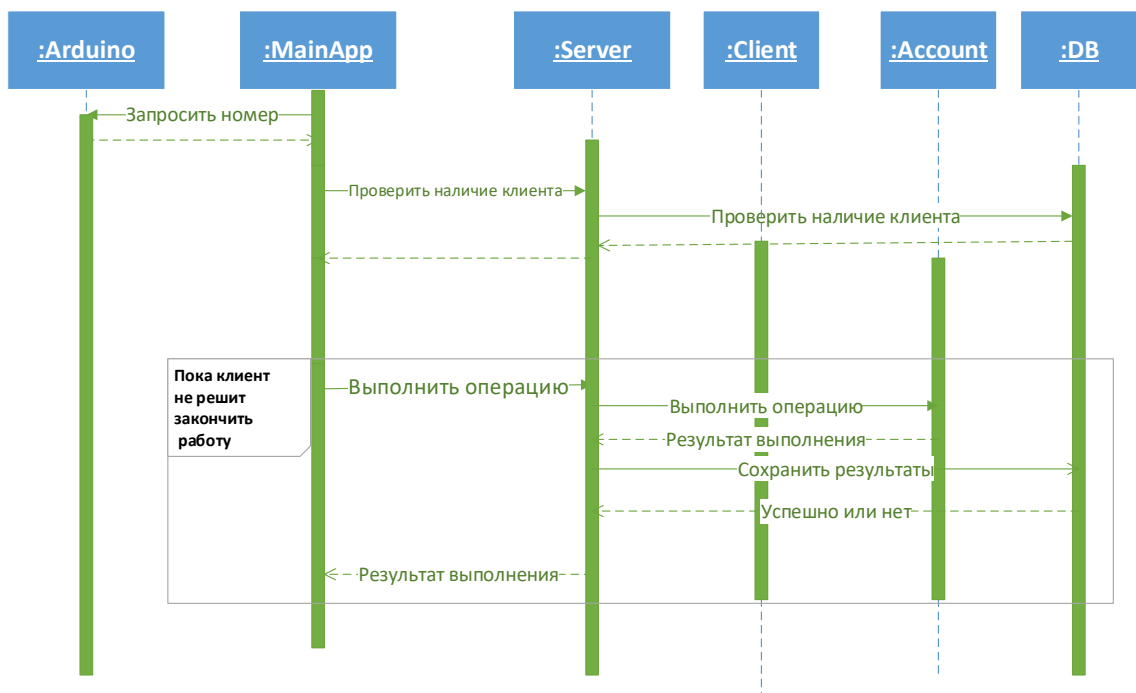 :Arduino
:MainApp
:Server
:Client
:Account
:DB
Запросить номер
Проверить наличие клиента
Проверить наличие клиента
Пока клиент
не решит
закончить
работу
Выполнить операцию
Выполнить операцию
Результат выполнения
Сохранить результаты
Успешно или нет
Результат выполнения